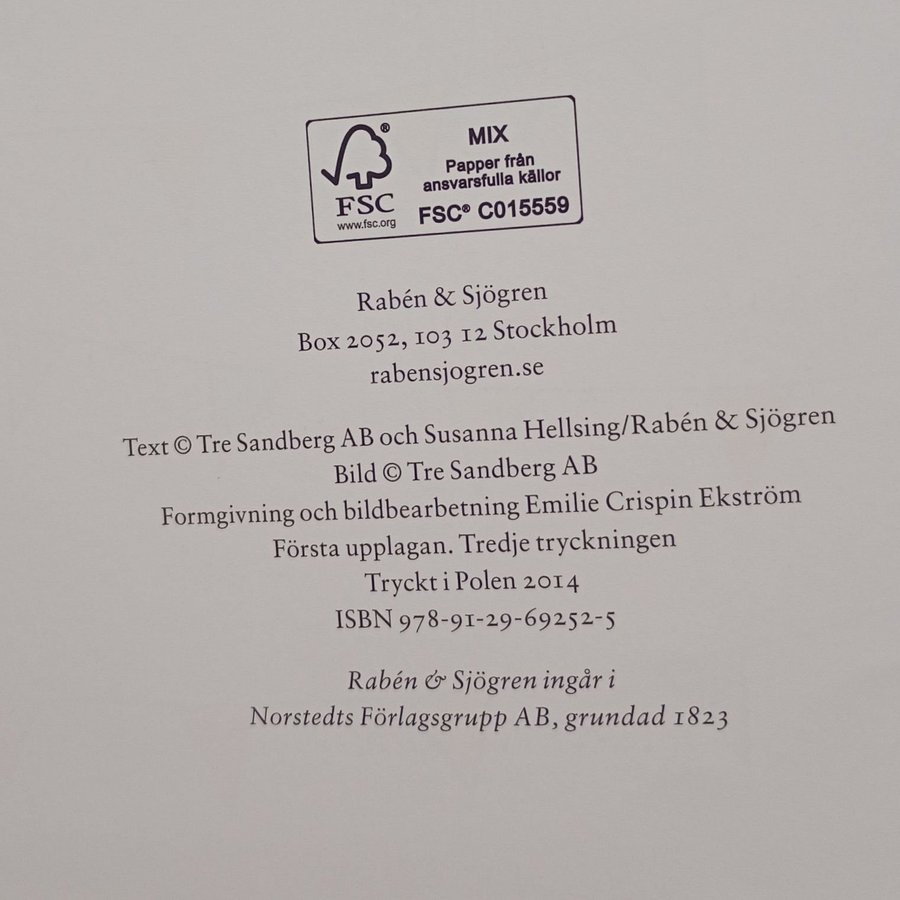 MIX
Papper från
ansvarsfulla källor
FSC® C015559
®
FSC
www.fsc.org
Rabén & Sjögren
Box 2052, 103 12 Stockholm
rabensjogren.se
Text © Tre Sandberg AB och Susanna Hellsing/Rabén & Sjögren
Bild © Tre Sandberg AB
Formgivning och bildbearbetning Emilie Crispin Ekström
Första upplagan. Tredje tryckningen
Tryckt i Polen 2014
ISBN 978-91-29-69252-5
Rabén & Sjögren ingår i
Norstedts Förlagsgrupp AB, grundad 1823